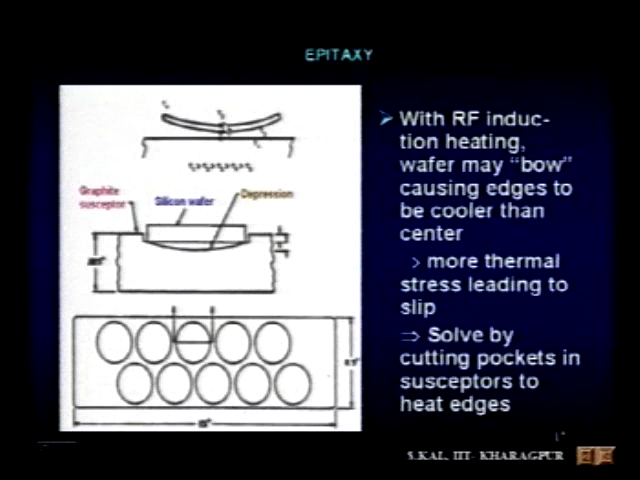 EPITAXY
With RF induc-
tion heating,
wafer may "bow"
causing edges to
be cooler than
center
> more thermal
stress leading to
slip
⇒ Solve by
cutting pockets in
susceptors to
heat edges
Graphite
susceptor
Silicon wafer
Depression
S.KAL, IIT- KHARAGPUR